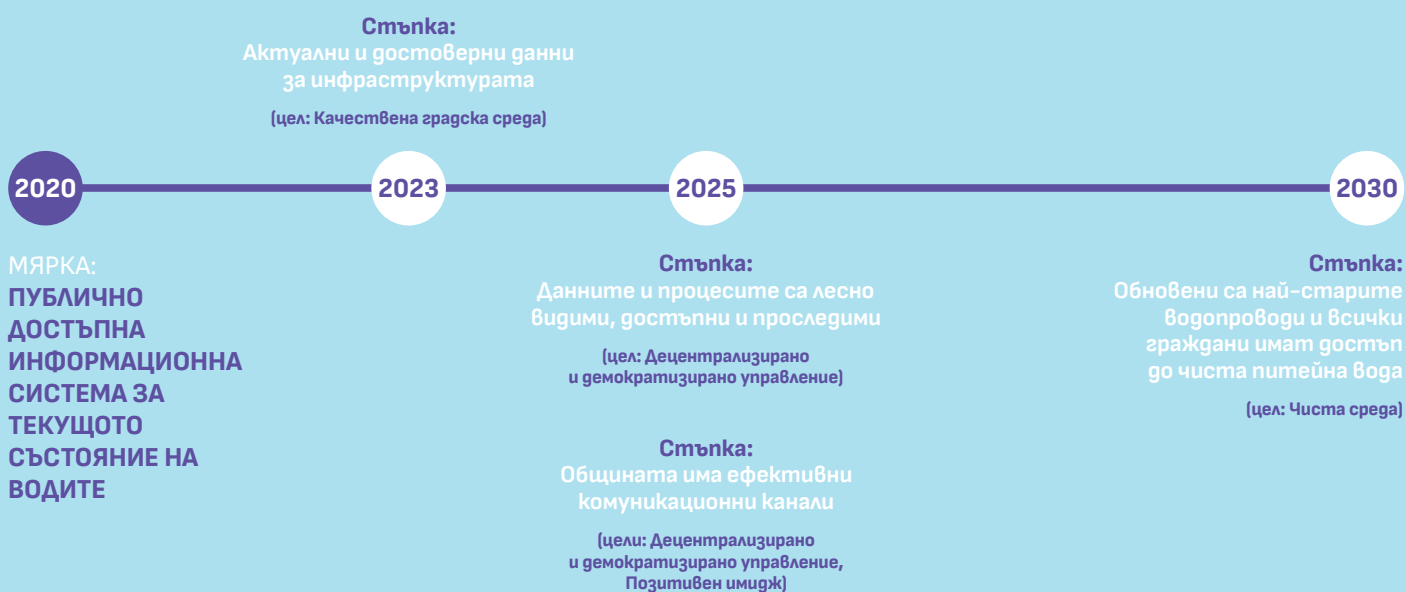 Стъпка:
Актуални и достоверни данни
за инфраструктурата
(цел: Качествена градска среда)
2020
2023
2025
2030
МЯРКА:
ПУБЛИЧНО
ДОСТЪПНА
ИНФОРМАЦИОННА
СИСТЕМА ЗА
ТЕКУЩОТО
СЪСТОЯНИЕ НА
ВОДИТЕ
Стъпка:
Данните и процесите са лесно
видими, достъпни и проследими
(цел: Децентрализирано
и демократизирано управление)
Стъпка:
Общината има ефективни
комуникационни канали
(цели: Децентрализирано
и демократизирано управление,
Позитивен имидж)
Стъпка:
Обновени са най-старите
водопроводи и всички
граждани имат достъп
до чиста питейна вода
(цел: Чиста среда)